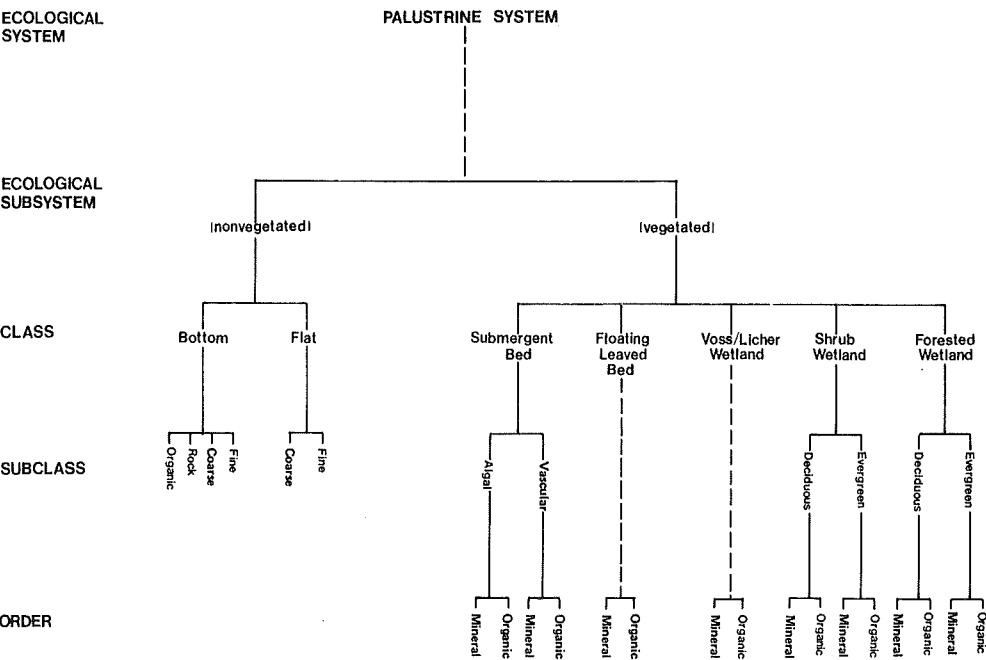 ECOLOGICAL
SYSTEM
PALUSTRINE SYSTEM
ECOLOGICAL
SUBSYSTEM
(nonvegetated)
(vegetated)
CLASS
Bottom
Flat
Submergent
Bed
Floating
Leaved
Bed
Voss/Licher
Wetland
Shrub
Wetland
Forested
Wetland
SUBCLASS
Organic
Rock
Coarse
Fine
Coarse
Fine
Algal
Vascular
Deciduous
Evergreen
Deciduous
Evergreen
ORDER
Mineral
Organic
Mineral
Organic
Mineral
Organic
Mineral
Organic
Mineral
Organic
Mineral
Organic
Mineral
Organic
Mineral
Organic